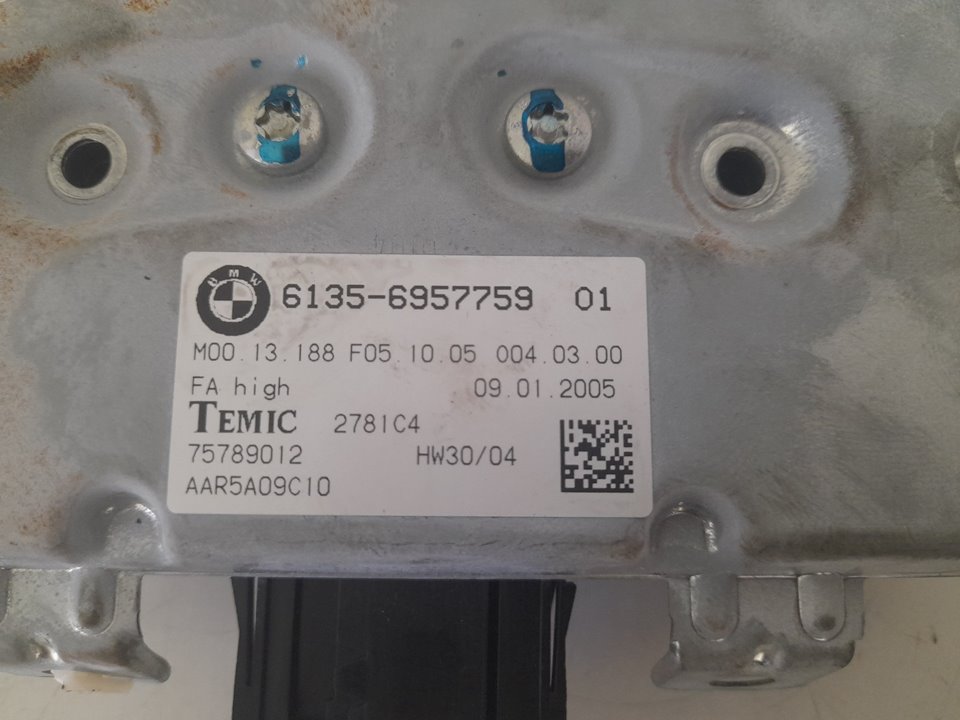 BMW
6135-6957759 01
M00.13.188 F05.10.05 004.03.00
FA high 09.01.2005
TEMIC 2781C4
75789012 HW30/04
AAR5A09C10